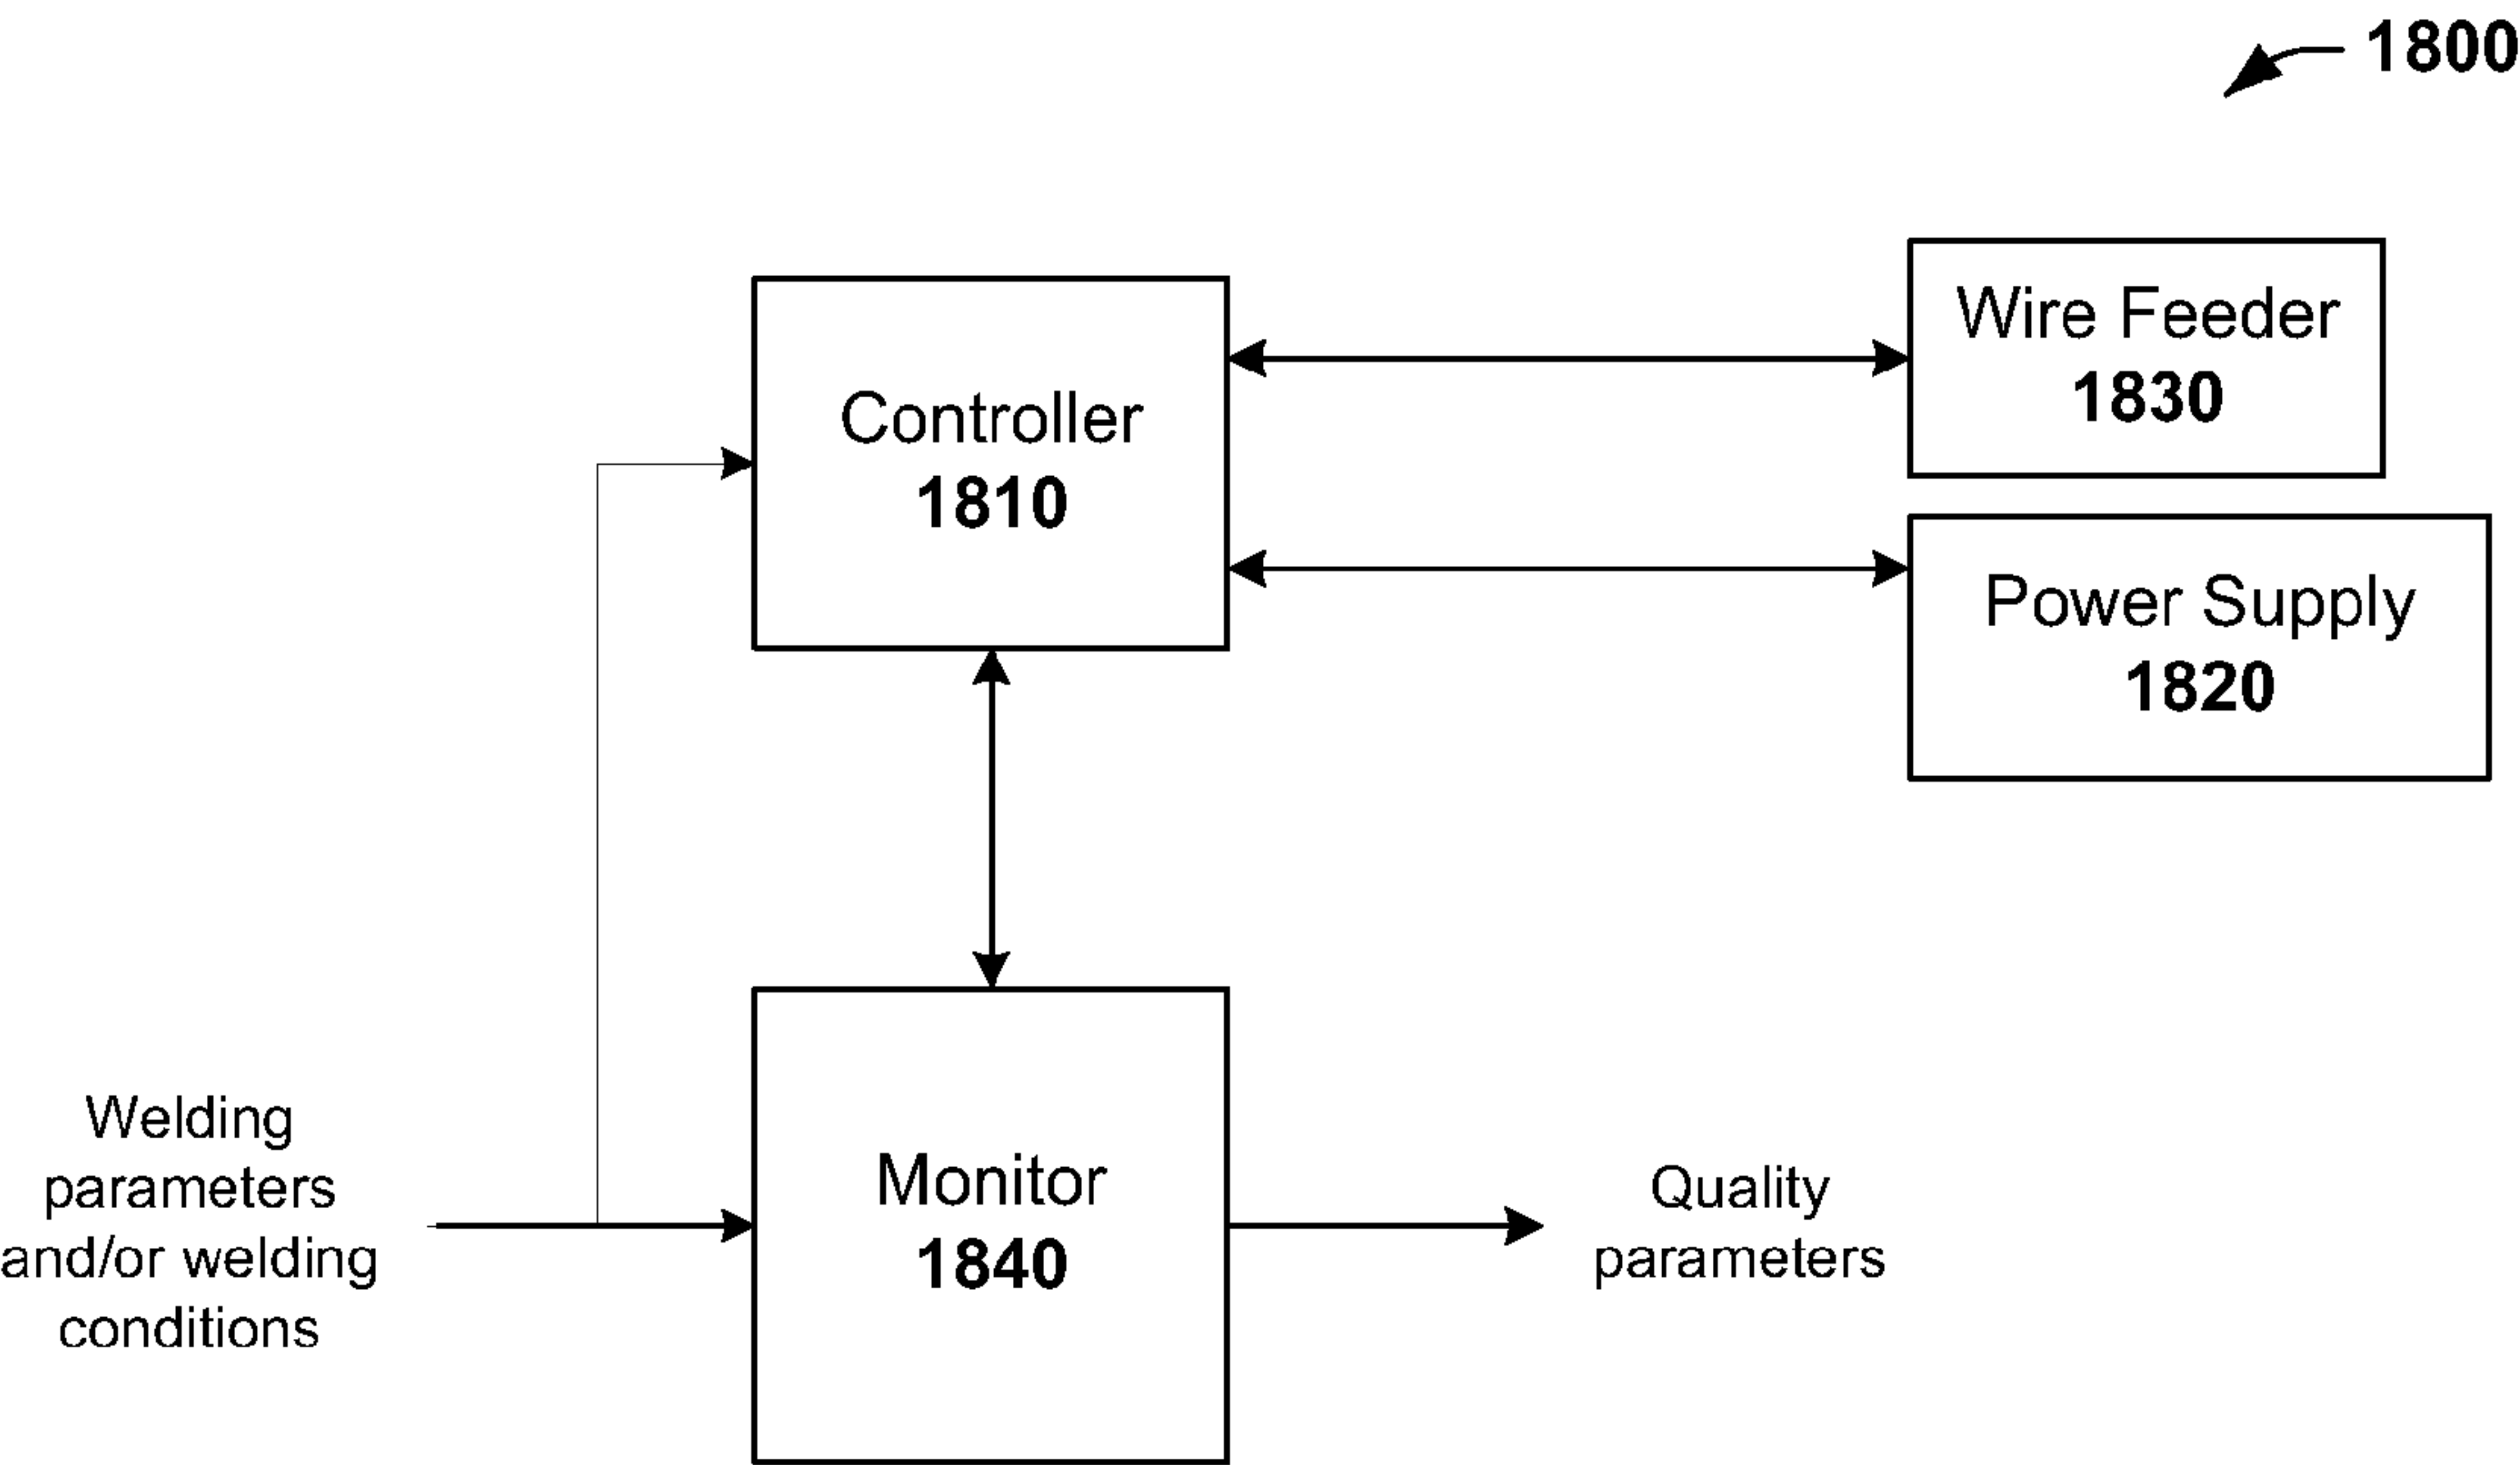 1800
Wire Feeder
1830
Controller
1810
Power Supply
1820
Welding
parameters
and/or welding
conditions
Monitor
1840
Quality
parameters